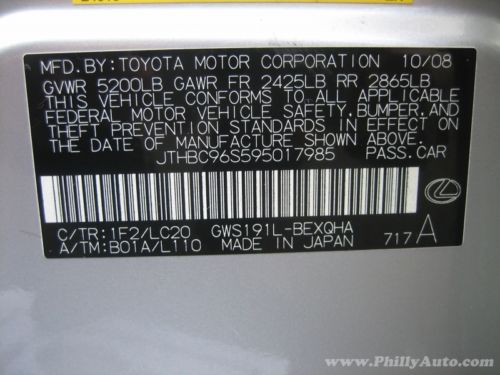 MFD.BY:TOYOTA MOTOR CORPORATION 10/08
GVWR 5200LB GAWR FR 2425LB RR 2865LB
THIS VEHICLE CONFORMS TO ALL APPLICABLE
FEDERAL MOTOR VEHICLE SAFETY,BUMPER,AND
THEFT PREVENTION STANDARDS IN EFFECT ON
THE DATE OF MANUFACTURE SHOWN ABOVE.
JTHBC96S595017985 PASS.CAR
C/TR:1F2/LC20 GWS191L-BEXQHA
A/TM:B01A/L110 MADE IN JAPAN 717 A
www.PhillyAuto.com